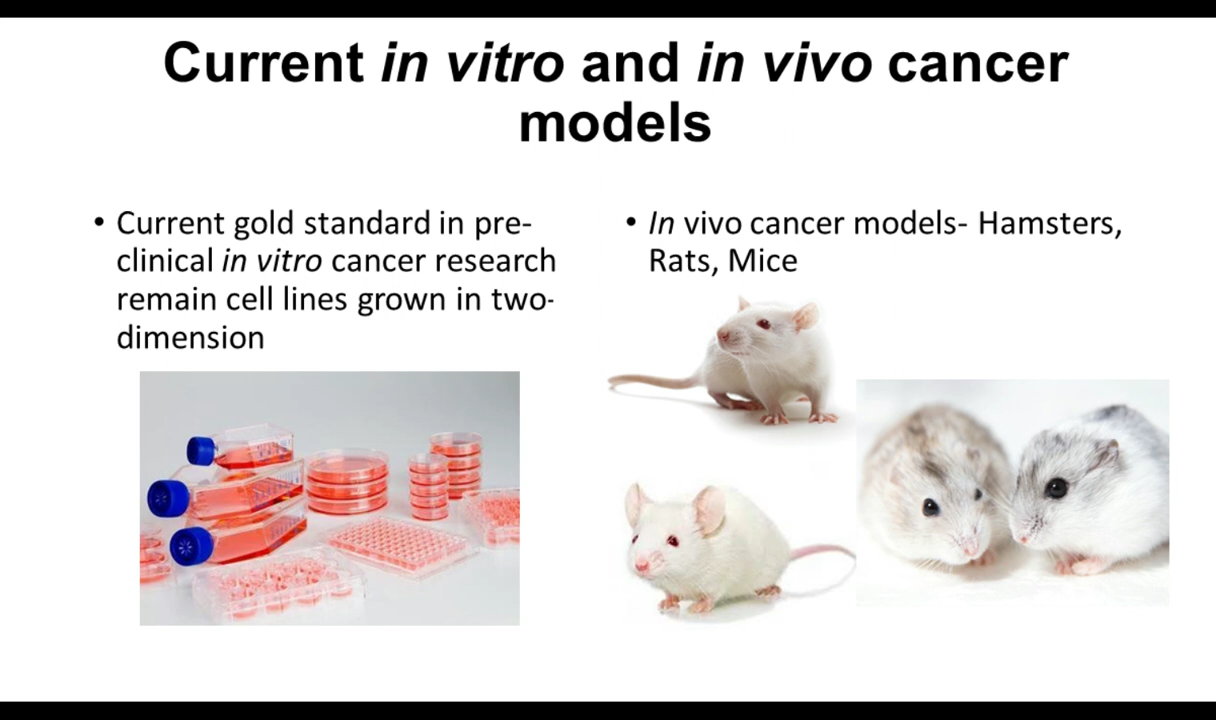 Current in vitro and in vivo cancer
models
• Current gold standard in pre-
clinical in vitro cancer research
remain cell lines grown in two-
dimension
• In vivo cancer models- Hamsters,
Rats, Mice